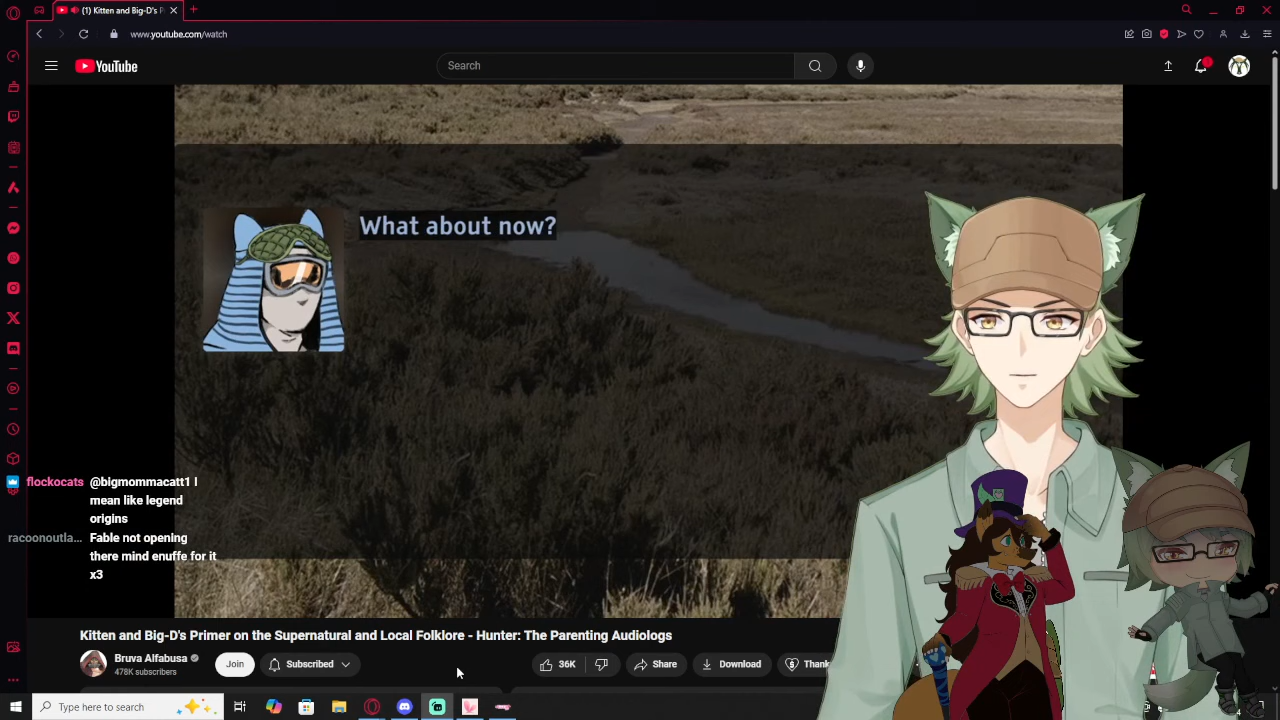 (1) Kitten and Big-D's P
www.youtube.com/watch
YouTube
Search
What about now?
flockocats @bigmommacatt1 I
mean like legend
origins
racoonoutla... Fable not opening
there mind enuffe for it
x3
Kitten and Big-D's Primer on the Supernatural and Local Folklore - Hunter: The Parenting Audiologs
Bruva Alfabusa
478K subscribers
Join
Subscribed
36K
Share
Download
Thank
Type here to search